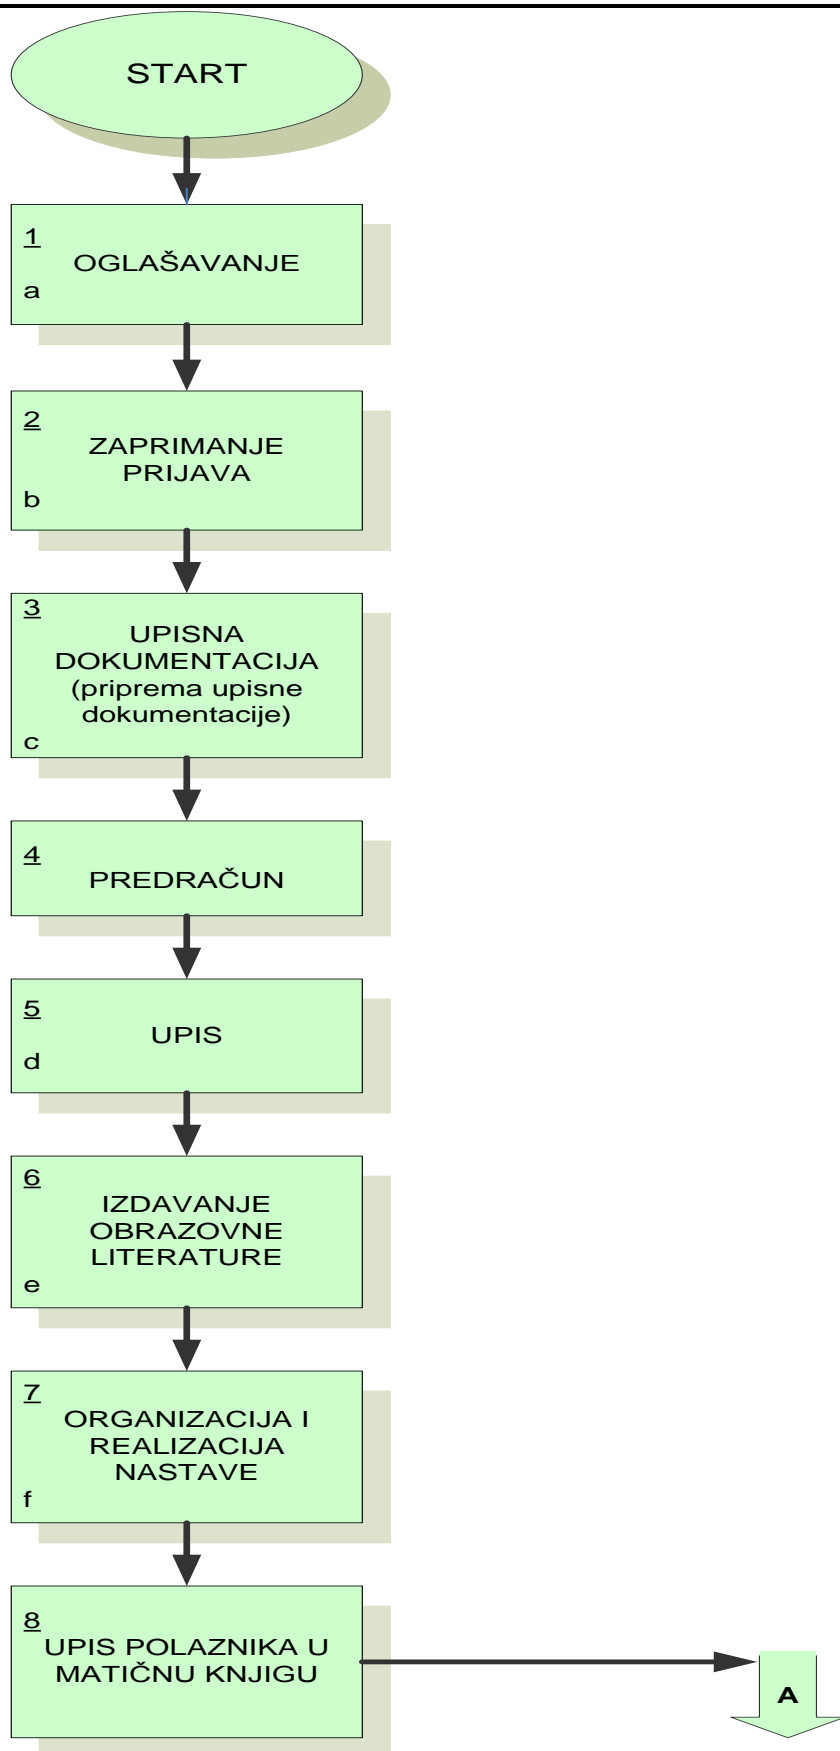 START
1
OGLAŠAVANJE
a
2
ZAPRIMANJE
PRIJAVA
b
3
UPISNA
DOKUMENTACIJA
(priprema upisne
dokumentacije)
c
4
PREDRAČUN
5
UPIS
d
6
IZDAVANJE
OBRAZOVNE
LITERATURE
e
7
ORGANIZACIJA I
REALIZACIJA
NASTAVE
f
8
UPIS POLAZNIKA U
MATIČNU KNJIGU
A